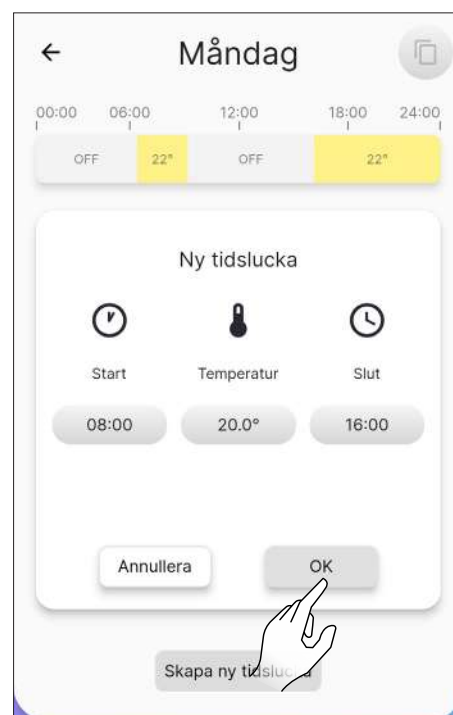 Måndag
00:00 06:00 12:00 18:00 24:00
OFF 22° OFF 22°
Ny tidslucka
Start Temperatur Slut
08:00 20.0° 16:00
Annullera OK
Skapa ny tidslucka